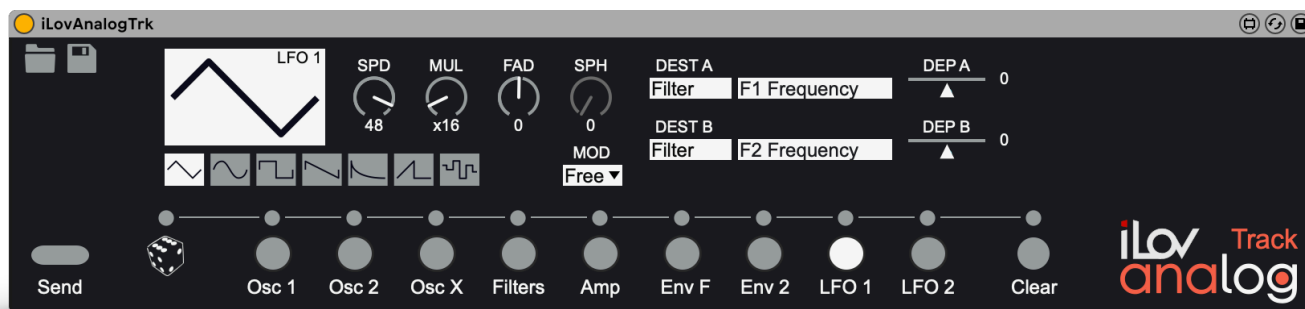 iLovAnalogTrk
LFO 1
SPD
MUL
FAD
SPH
48
x16
0
0
MOD
Free
DEST A
Filter
F1 Frequency
DEP A
0
DEST B
Filter
F2 Frequency
DEP B
0
Send
Osc 1
Osc 2
Osc X
Filters
Amp
Env F
Env 2
LFO 1
LFO 2
Clear
iLov Track
analog